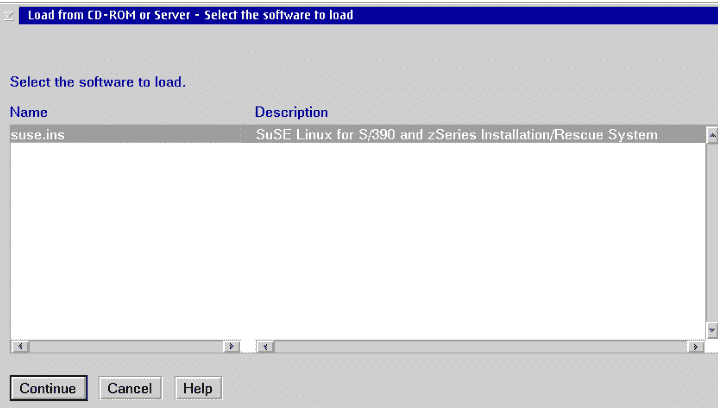 Load from CD-ROM or Server - Select the software to load
Select the software to load.
Name Description
suse.ins SuSE Linux for S/390 and zSeries Installation/Rescue System
Continue Cancel Help